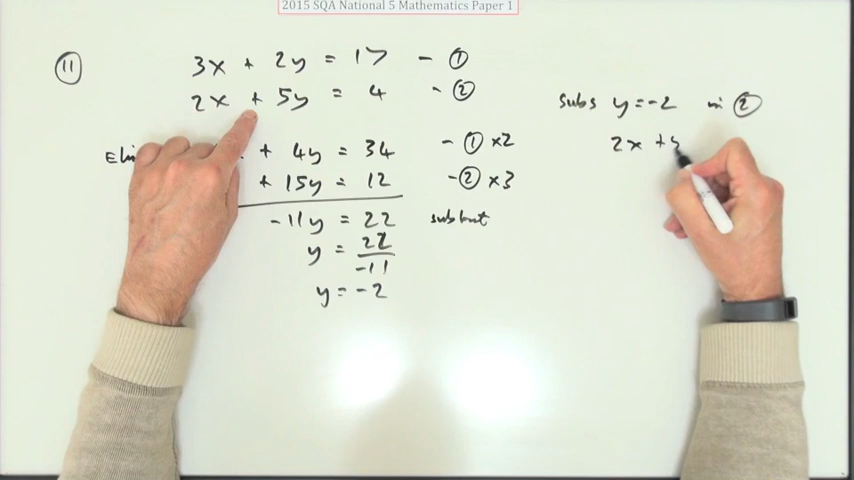 2015 SQA National 5 Mathematics Paper 1
11
3x + 2y = 17 - 1
2x + 5y = 4 - 2
+ 4y = 34 - 1 x2
+ 15y = 12 - 2 x3
-11y = 22 subtract
y = 22/-11
y = -2
subs y = -2 in 2
2x +